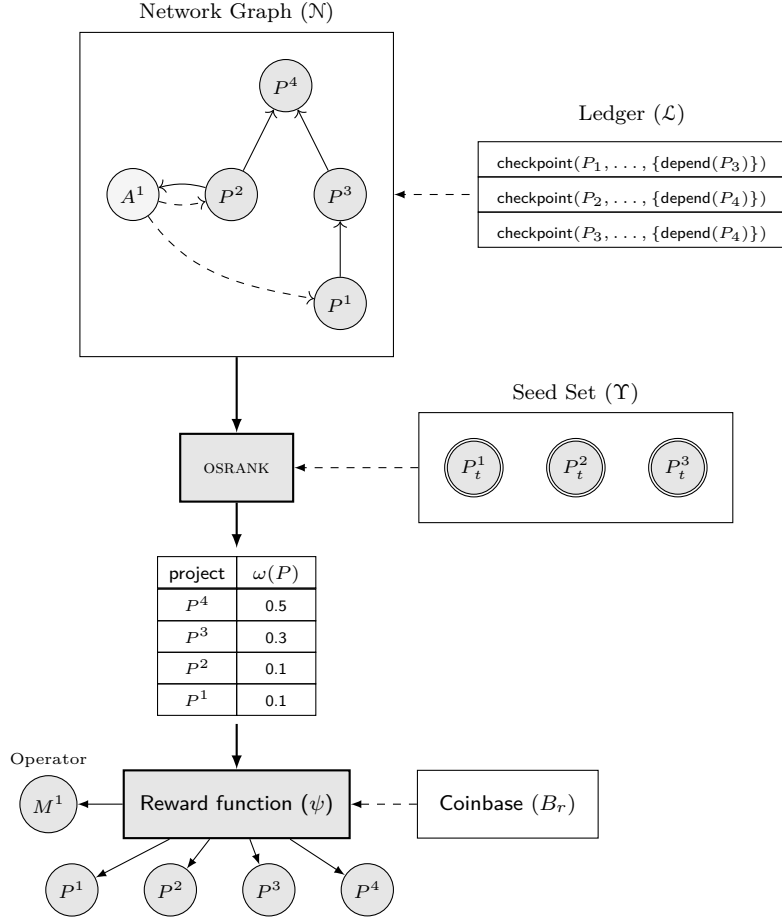 Network Graph (𝒩)
P⁴
A¹
P²
P³
P¹
Ledger (ℒ)
checkpoint(P₁, . . . , {depend(P₃)})
checkpoint(P₂, . . . , {depend(P₄)})
checkpoint(P₃, . . . , {depend(P₄)})
Seed Set (Υ)
P¹ₜ P²ₜ P³ₜ
OSRANK
project ω(P)
P⁴ 0.5
P³ 0.3
P² 0.1
P¹ 0.1
Operator
M¹
Reward function (ψ)
Coinbase (Bᵣ)
P¹ P² P³ P⁴